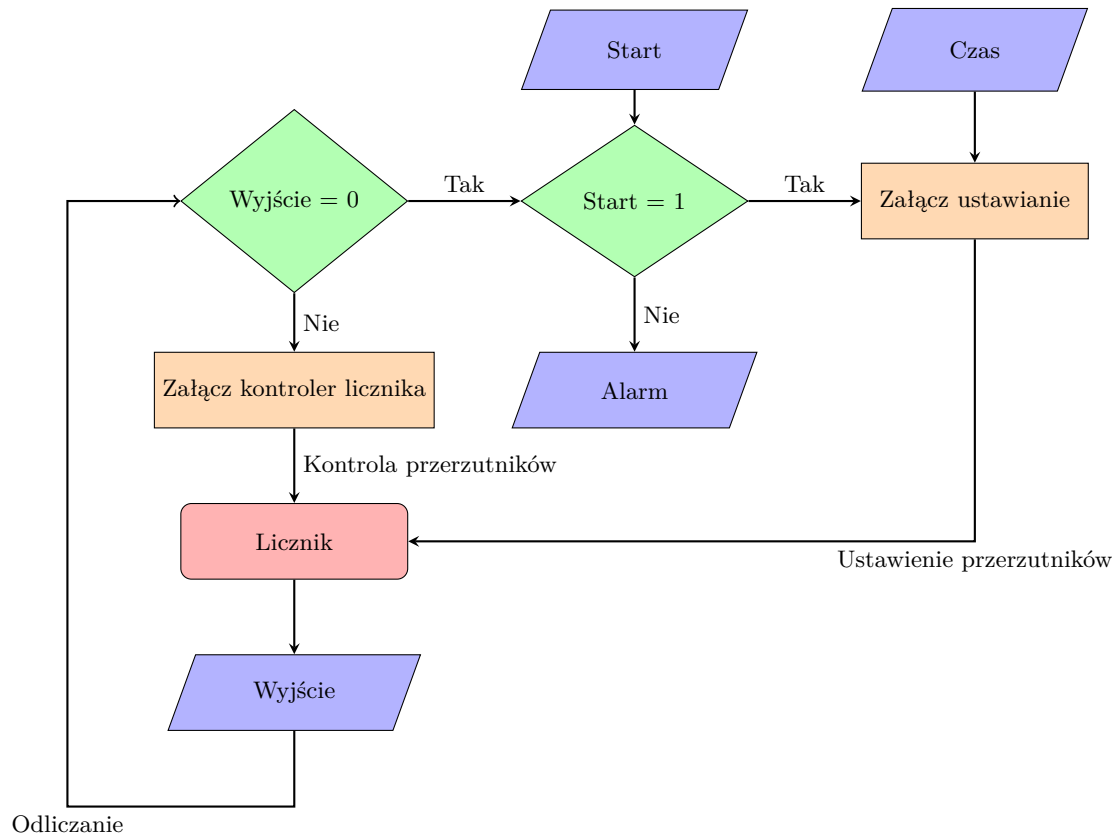 Start
Czas
Wyjście = 0
Tak
Start = 1
Tak
Załącz ustawianie
Nie
Nie
Załącz kontroler licznika
Alarm
Kontrola przerzutników
Licznik
Ustawienie przerzutników
Wyjście
Odliczanie